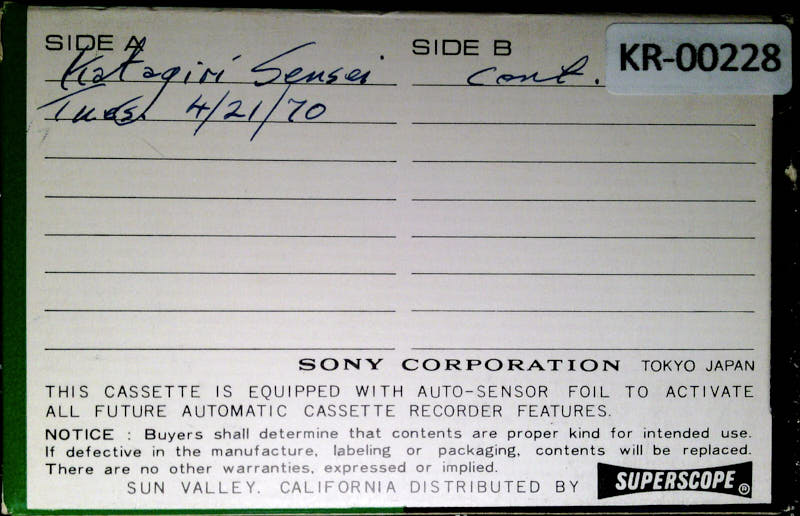 SIDE A
Katagiri Sensei
Tues. 4/21/70
SIDE B
cont.
KR-00228
SONY CORPORATION TOKYO JAPAN
THIS CASSETTE IS EQUIPPED WITH AUTO-SENSOR FOIL TO ACTIVATE
ALL FUTURE AUTOMATIC CASSETTE RECORDER FEATURES.
NOTICE : Buyers shall determine that contents are proper kind for intended use.
If defective in the manufacture, labeling or packaging, contents will be replaced.
There are no other warranties, expressed or implied.
SUN VALLEY, CALIFORNIA DISTRIBUTED BY SUPERSCOPE®